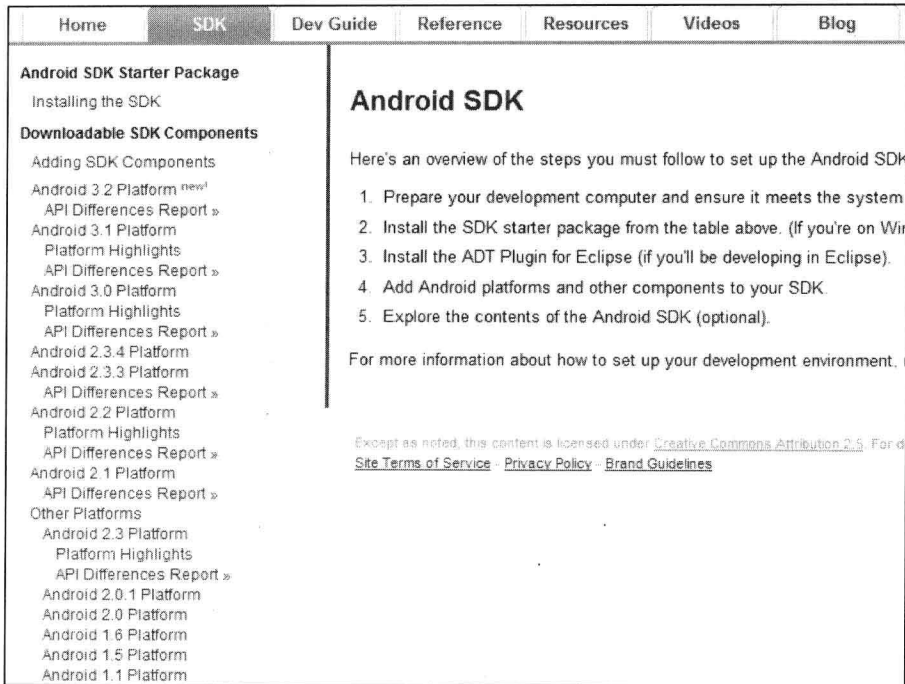 Home SDK Dev Guide Reference Resources Videos Blog
Android SDK Starter Package
Installing the SDK
Downloadable SDK Components
Adding SDK Components
Android 3.2 Platform new!
API Differences Report »
Android 3.1 Platform
Platform Highlights
API Differences Report »
Android 3.0 Platform
Platform Highlights
API Differences Report »
Android 2.3.4 Platform
Android 2.3.3 Platform
API Differences Report »
Android 2.2 Platform
Platform Highlights
API Differences Report »
Android 2.1 Platform
API Differences Report »
Other Platforms
Android 2.3 Platform
Platform Highlights
API Differences Report »
Android 2.0.1 Platform
Android 2.0 Platform
Android 1.6 Platform
Android 1.5 Platform
Android 1.1 Platform
Android SDK
Here's an overview of the steps you must follow to set up the Android SDK
1. Prepare your development computer and ensure it meets the system
2. Install the SDK starter package from the table above. (If you're on Wi
3. Install the ADT Plugin for Eclipse (if you'll be developing in Eclipse).
4. Add Android platforms and other components to your SDK.
5. Explore the contents of the Android SDK (optional).
For more information about how to set up your development environment,
Except as noted, this content is licensed under Creative Commons Attribution 2.5. For d
Site Terms of Service - Privacy Policy - Brand Guidelines